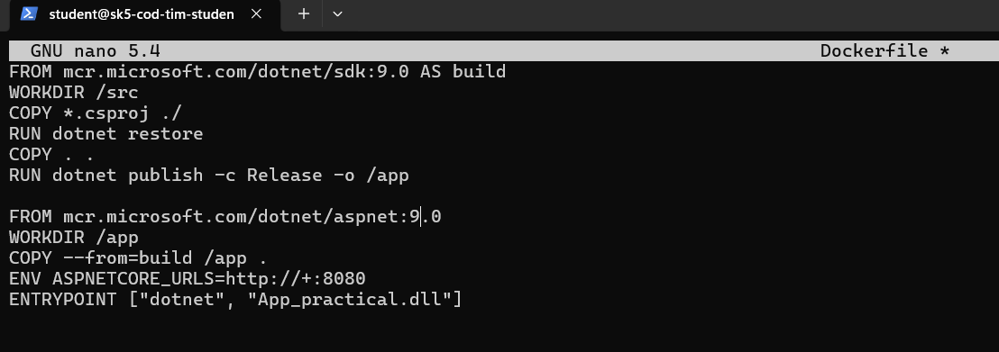 student@sk5-cod-tim-studen
GNU nano 5.4 Dockerfile *
FROM mcr.microsoft.com/dotnet/sdk:9.0 AS build
WORKDIR /src
COPY *.csproj ./
RUN dotnet restore
COPY . .
RUN dotnet publish -c Release -o /app
FROM mcr.microsoft.com/dotnet/aspnet:9.0
WORKDIR /app
COPY --from=build /app .
ENV ASPNETCORE_URLS=http://+:8080
ENTRYPOINT ["dotnet", "App_practical.dll"]